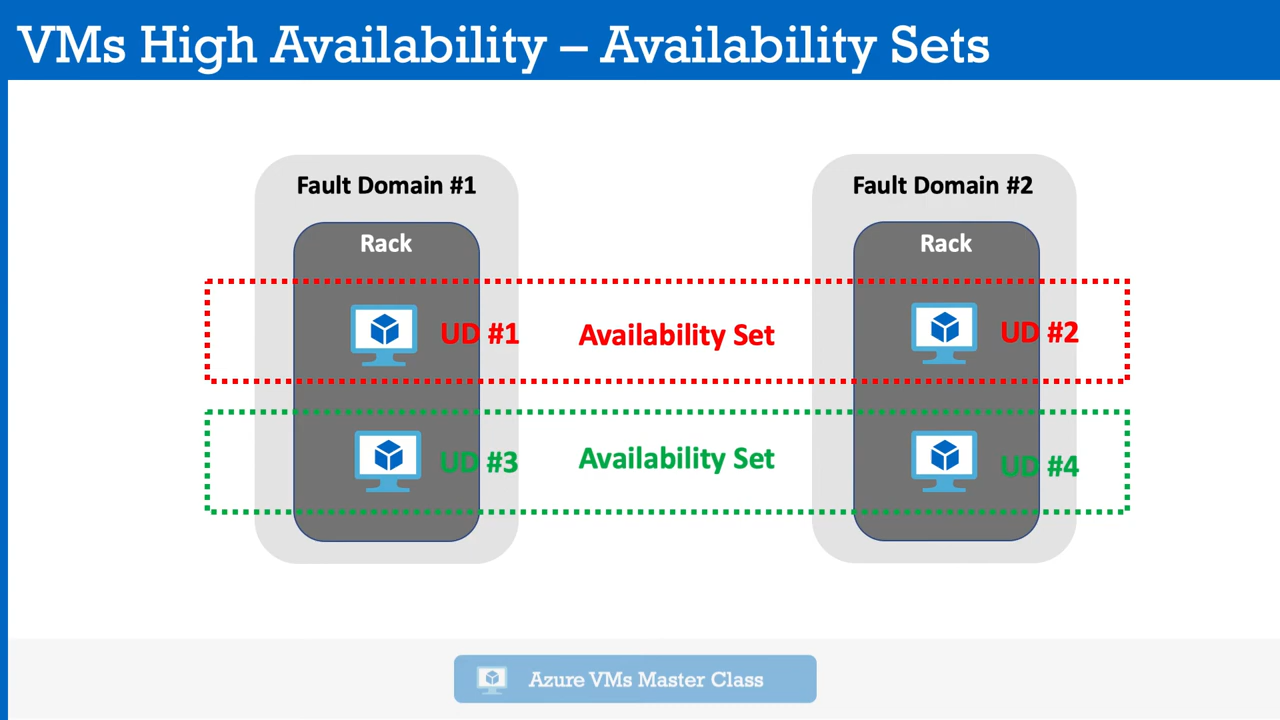 VMs High Availability – Availability Sets
Fault Domain #1
Fault Domain #2
Rack
Rack
UD #1
Availability Set
UD #2
UD #3
Availability Set
UD #4
Azure VMs Master Class